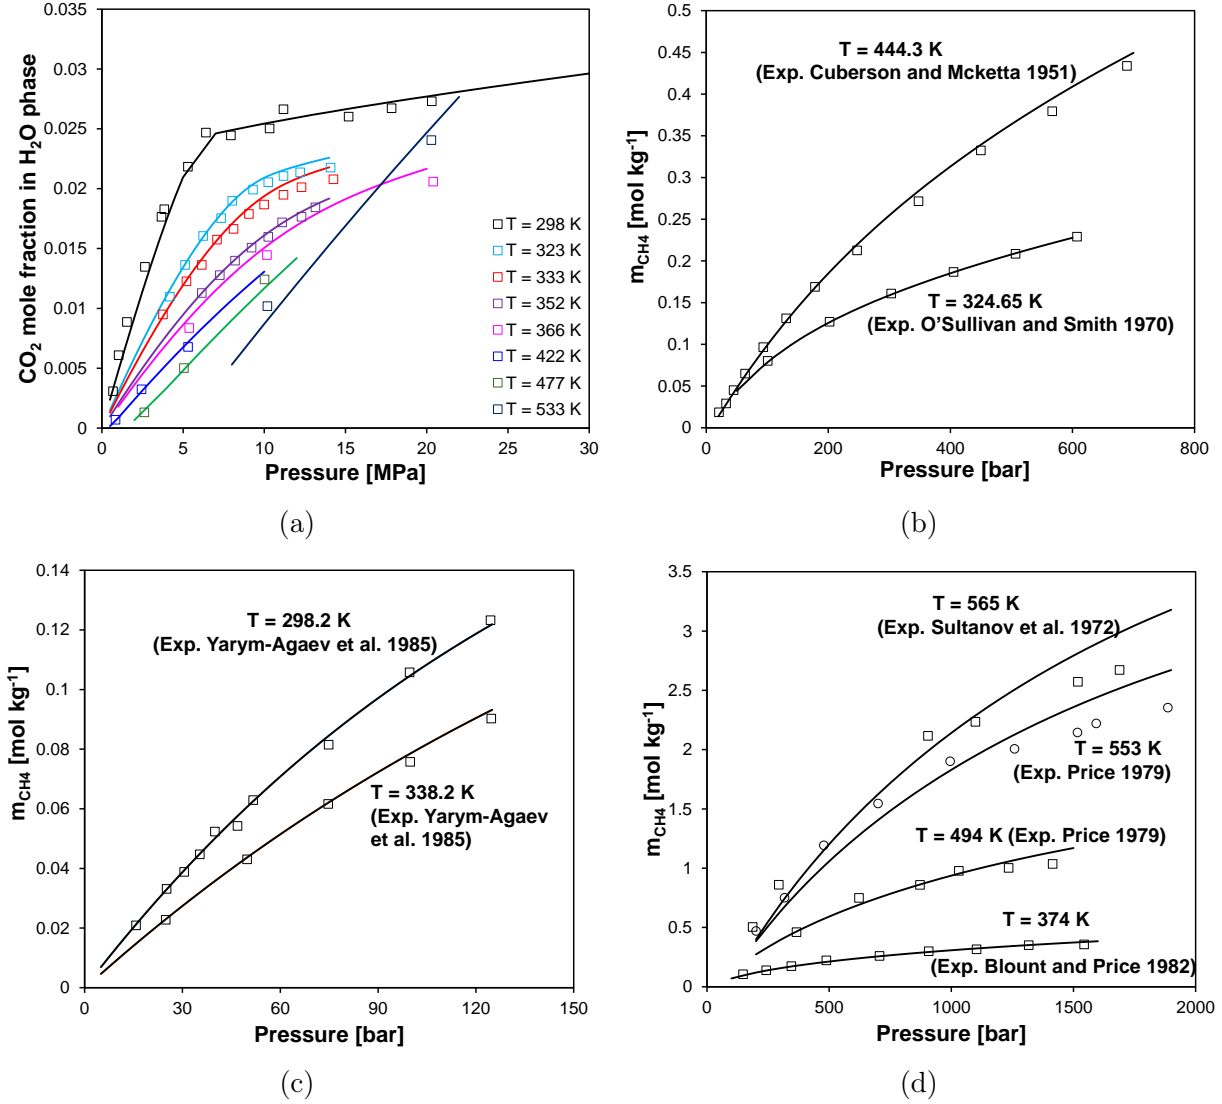 0.035
0.03
0.025
0.02
0.015
0.01
0.005
0
CO2 mole fraction in H2O phase
0 5 10 15 20 25 30
Pressure [MPa]
T = 298 K
T = 323 K
T = 333 K
T = 352 K
T = 366 K
T = 422 K
T = 477 K
T = 533 K
(a)
0.5
0.45
0.4
0.35
0.3
0.25
0.2
0.15
0.1
0.05
0
mCH4 [mol kg-1]
T = 444.3 K
(Exp. Cuberson and Mcketta 1951)
T = 324.65 K
(Exp. O'Sullivan and Smith 1970)
0 200 400 600 800
Pressure [bar]
(b)
0.14
0.12
0.1
0.08
0.06
0.04
0.02
0
mCH4 [mol kg-1]
T = 298.2 K
(Exp. Yarym-Agaev et al. 1985)
T = 338.2 K
(Exp. Yarym-Agaev
et al. 1985)
0 30 60 90 120 150
Pressure [bar]
(c)
3.5
3
2.5
2
1.5
1
0.5
0
mCH4 [mol kg-1]
T = 565 K
(Exp. Sultanov et al. 1972)
T = 553 K
(Exp. Price 1979)
T = 494 K (Exp. Price 1979)
T = 374 K
(Exp. Blount and Price 1982)
0 500 1000 1500 2000
Pressure [bar]
(d)